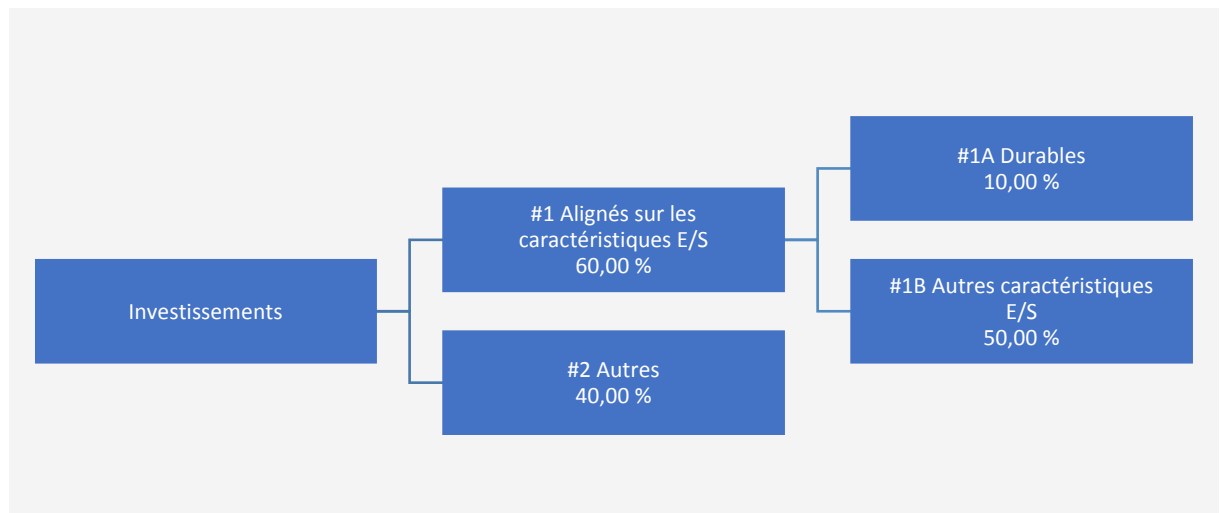 Investissements
#1 Alignés sur les
caractéristiques E/S
60,00 %
#2 Autres
40,00 %
#1A Durables
10,00 %
#1B Autres caractéristiques
E/S
50,00 %